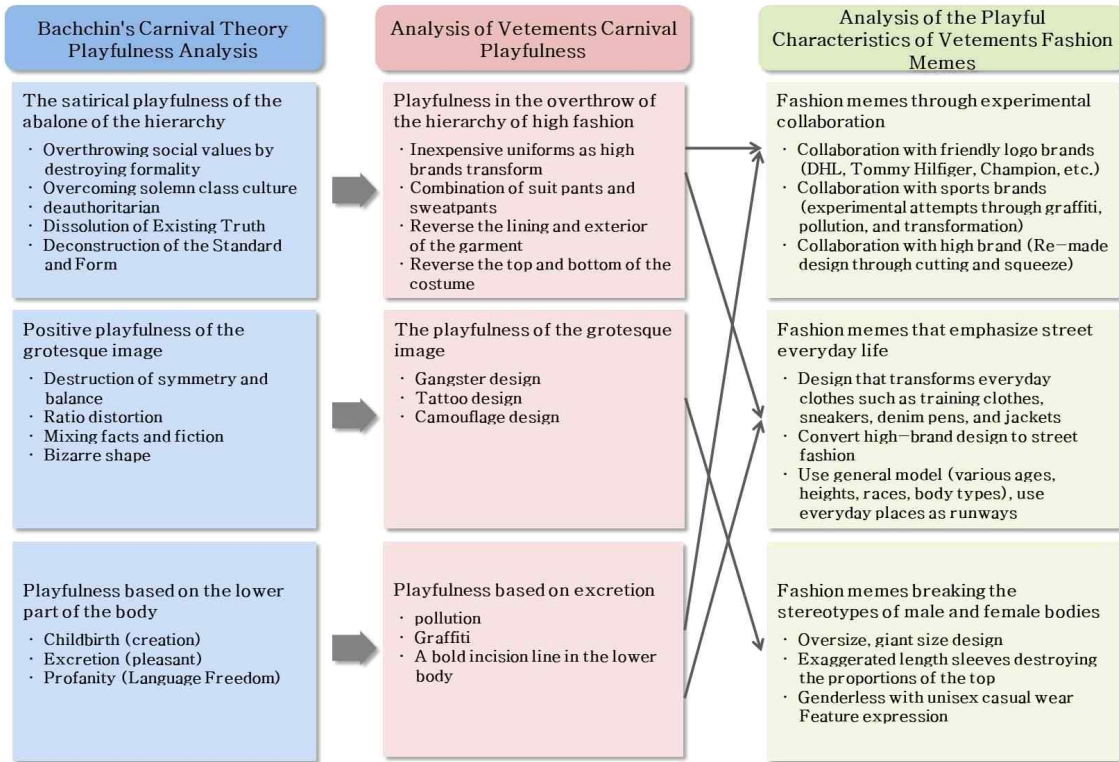 Bachchin's Carnival Theory
Playfulness Analysis
The satirical playfulness of the
abalone of the hierarchy
· Overthrowing social values by
destroying formality
· Overcoming solemn class culture
· deauthoritarian
· Dissolution of Existing Truth
· Deconstruction of the Standard
and Form
Positive playfulness of the
grotesque image
· Destruction of symmetry and
balance
· Ratio distortion
· Mixing facts and fiction
· Bizarre shape
Playfulness based on the lower
part of the body
· Childbirth (creation)
· Excretion (pleasant)
· Profanity (Language Freedom)
Analysis of Vetements Carnival
Playfulness
Playfulness in the overthrow of
the hierarchy of high fashion
· Inexpensive uniforms as high
brands transform
· Combination of suit pants and
sweatpants
· Reverse the lining and exterior
of the garment
· Reverse the top and bottom of the
costume
The playfulness of the grotesque
image
· Gangster design
· Tattoo design
· Camouflage design
Playfulness based on excretion
· pollution
· Graffiti
· A bold incision line in the lower
body
Analysis of the Playful
Characteristics of Vetements Fashion
Memes
Fashion memes through experimental
collaboration
· Collaboration with friendly logo brands
(DHL, Tommy Hilfiger, Champion, etc.)
· Collaboration with sports brands
(experimental attempts through graffiti,
pollution, and transformation)
· Collaboration with high brand (Re-made
design through cutting and squeeze)
Fashion memes that emphasize street
everyday life
· Design that transforms everyday
clothes such as training clothes,
sneakers, denim pens, and jackets
· Convert high-brand design to street
fashion
· Use general model (various ages,
heights, races, body types), use
everyday places as runways
Fashion memes breaking the
stereotypes of male and female bodies
· Oversize, giant size design
· Exaggerated length sleeves destroying
the proportions of the top
· Genderless with unisex casual wear
Feature expression